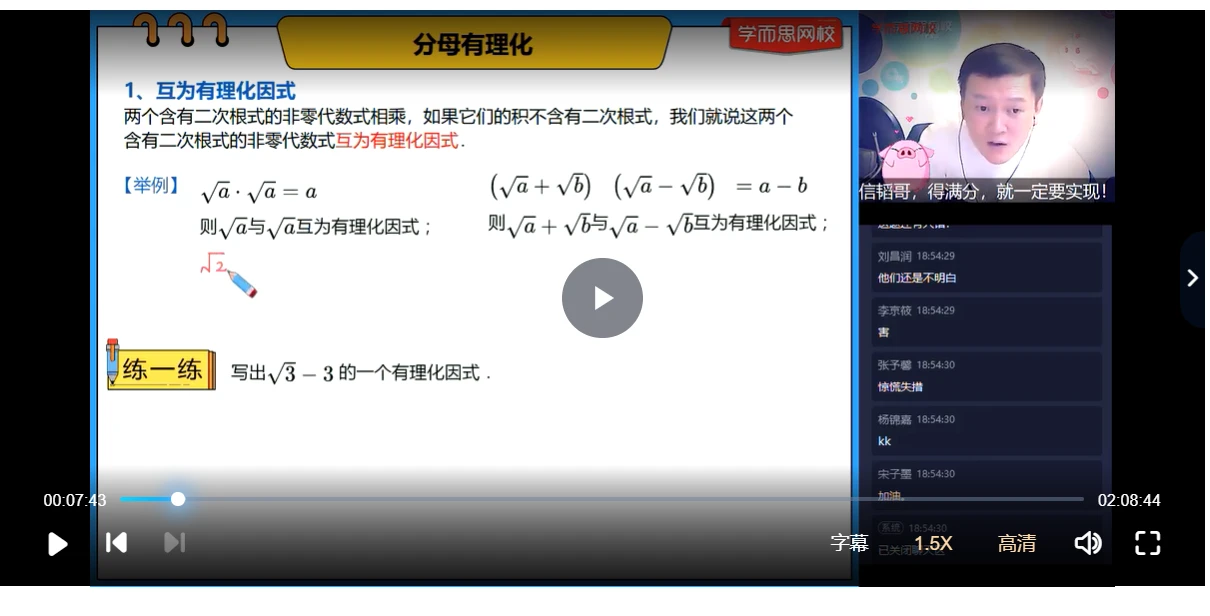 分母有理化
学而思网校
1、互为有理化因式
两个含有二次根式的非零代数式相乘，如果它们的积不含有二次根式，我们就说这两个
含有二次根式的非零代数式互为有理化因式．
【举例】
√a · √a = a
(√a + √b) (√a − √b) = a − b
则√a与√a互为有理化因式；
则√a + √b与√a − √b互为有理化因式；
√2
练一练
写出√3 − 3 的一个有理化因式．
信韬哥，得满分，就一定要实现！
刘昌润 18:54:29
他们还是不明白
李京筱 18:54:29
害
张子馨 18:54:30
惊慌失措
杨锦嘉 18:54:30
kk
宋子墨 18:54:30
加油。
系统 18:54:30
已关闭聊天区
00:07:43
02:08:44
字幕
1.5X
高清